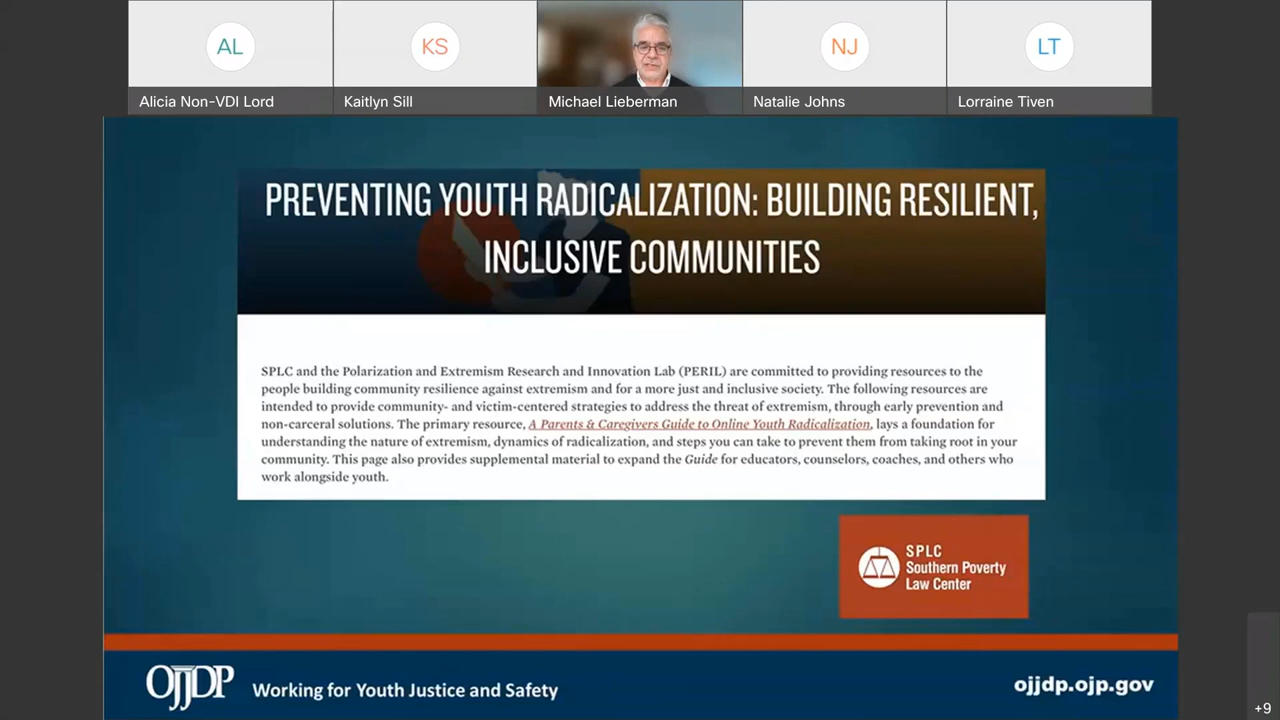 AL
KS
NJ
LT
Alicia Non-VDI Lord
Kaitlyn Sill
Michael Lieberman
Natalie Johns
Lorraine Tiven
PREVENTING YOUTH RADICALIZATION: BUILDING RESILIENT,
INCLUSIVE COMMUNITIES
SPLC and the Polarization and Extremism Research and Innovation Lab (PERIL) are committed to providing resources to the
people building community resilience against extremism and for a more just and inclusive society. The following resources are
intended to provide community- and victim-centered strategies to address the threat of extremism, through early prevention and
non-carceral solutions. The primary resource, A Parents & Caregivers Guide to Online Youth Radicalization, lays a foundation for
understanding the nature of extremism, dynamics of radicalization, and steps you can take to prevent them from taking root in your
community. This page also provides supplemental material to expand the Guide for educators, counselors, coaches, and others who
work alongside youth.
SPLC
Southern Poverty
Law Center
OJJDP
Working for Youth Justice and Safety
ojjdp.ojp.gov
+9